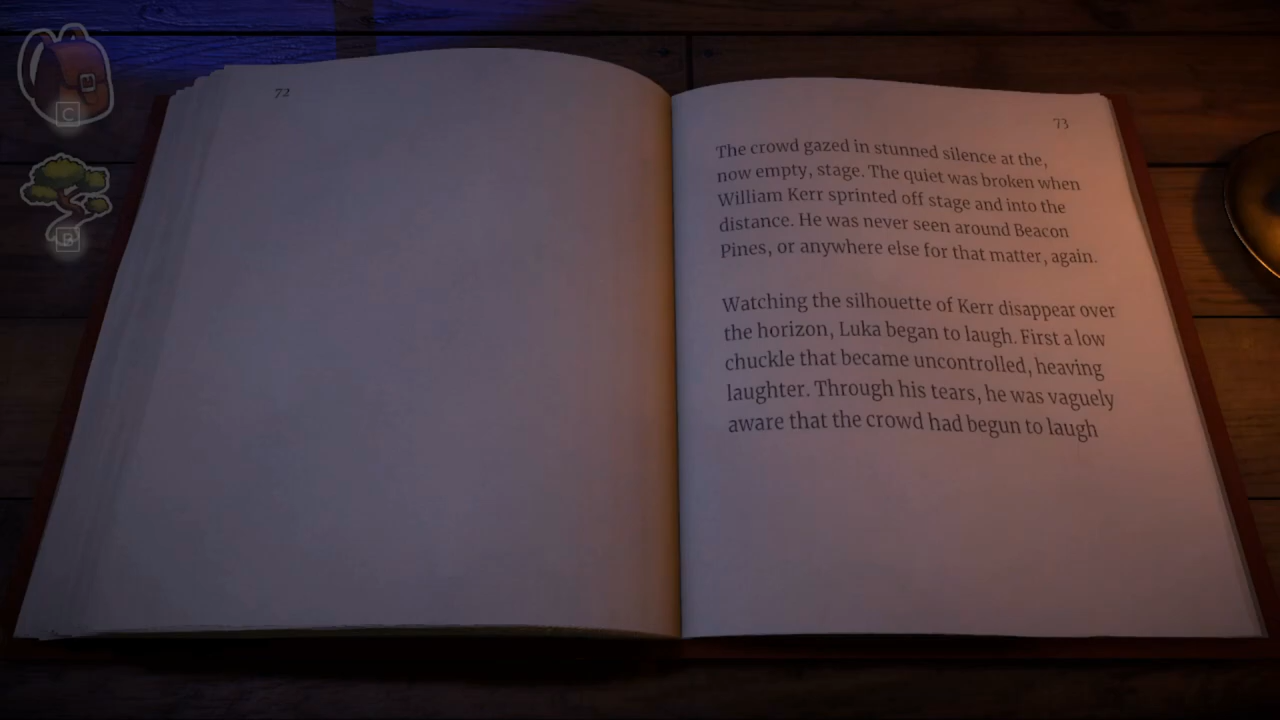 C
B
72
73
The crowd gazed in stunned silence at the,
now empty, stage. The quiet was broken when
William Kerr sprinted off stage and into the
distance. He was never seen around Beacon
Pines, or anywhere else for that matter, again.
Watching the silhouette of Kerr disappear over
the horizon, Luka began to laugh. First a low
chuckle that became uncontrolled, heaving
laughter. Through his tears, he was vaguely
aware that the crowd had begun to laugh